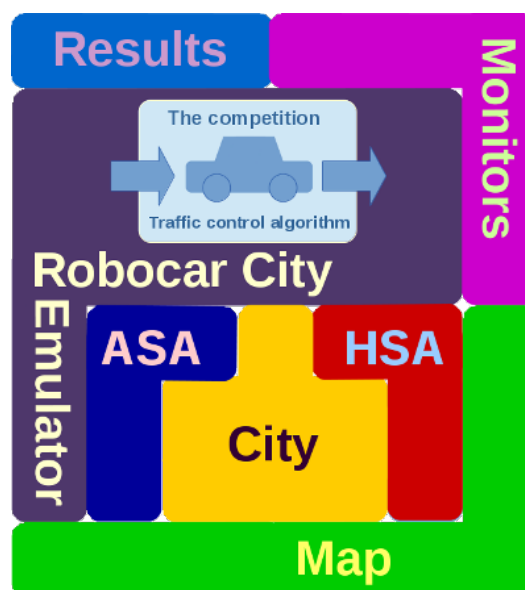 Results
Monitors
The competition
Traffic control algorithm
Robocar City
Emulator
ASA
HSA
City
Map